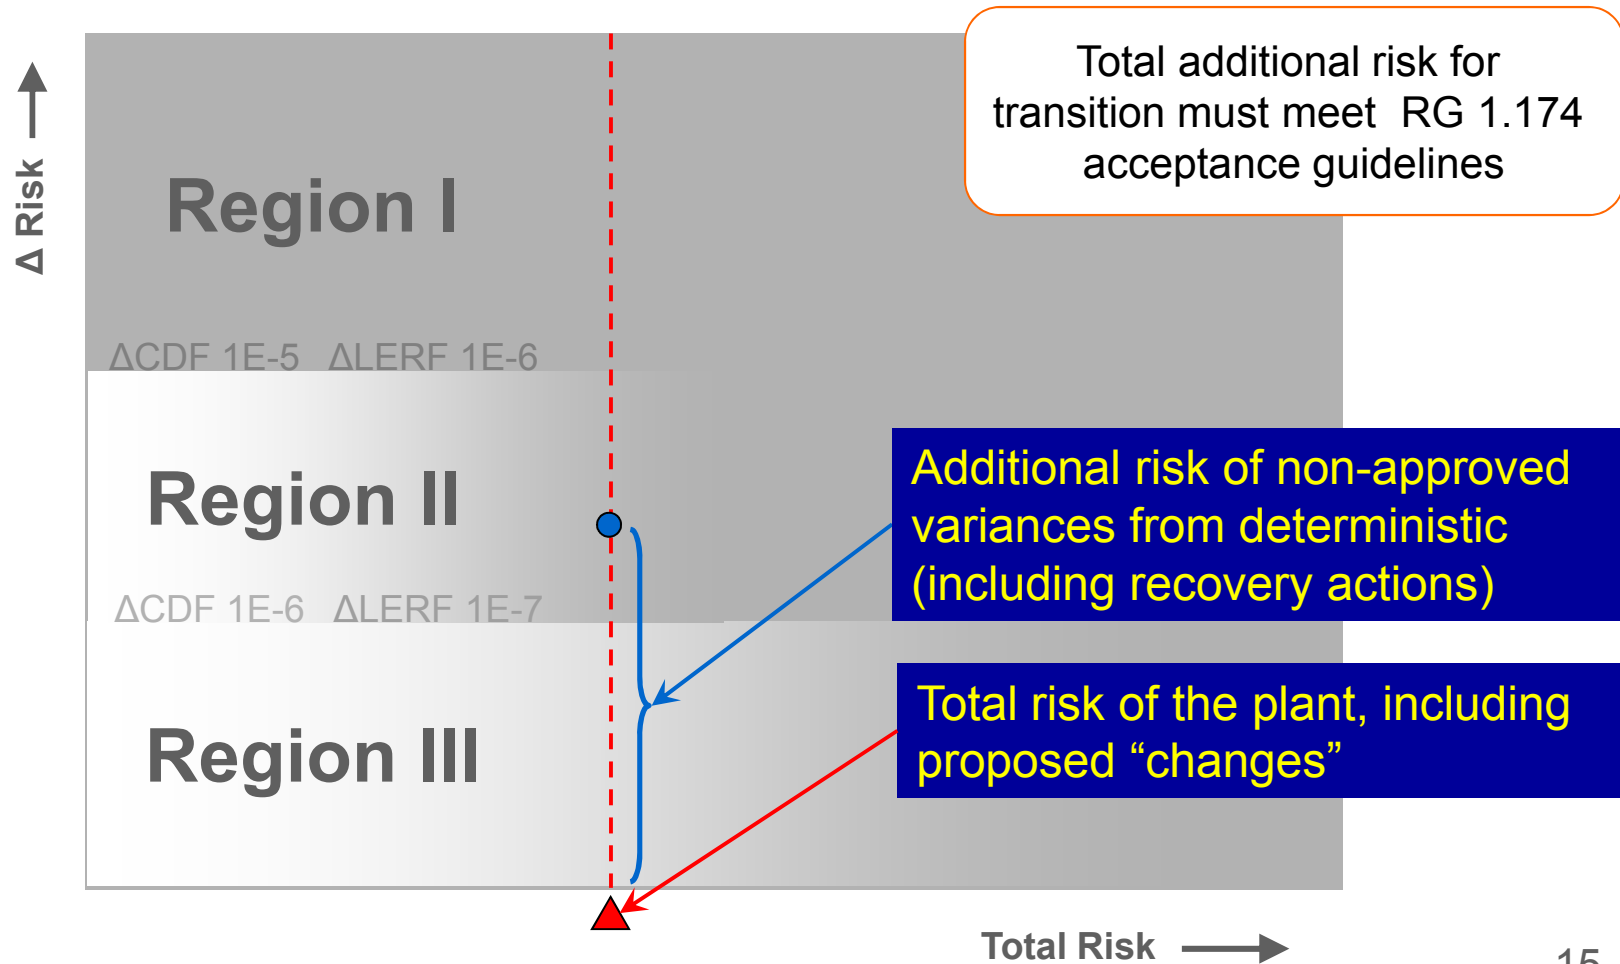 Total additional risk for
transition must meet RG 1.174
acceptance guidelines
Δ Risk
Region I
ΔCDF 1E-5 ΔLERF 1E-6
Region II
Additional risk of non-approved
variances from deterministic
(including recovery actions)
ΔCDF 1E-6 ΔLERF 1E-7
Region III
Total risk of the plant, including
proposed “changes”
Total Risk
15